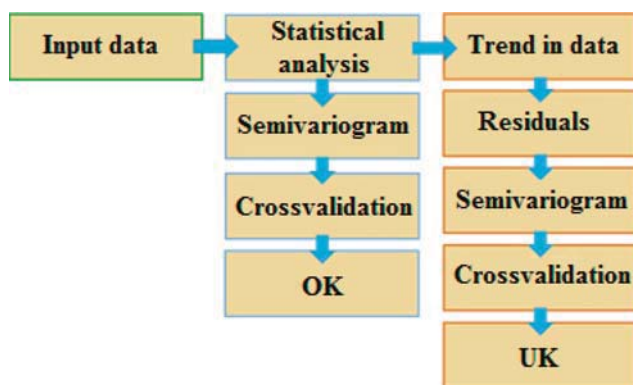 Input data
Statistical
analysis
Trend in data
Semivariogram
Residuals
Crossvalidation
Semivariogram
OK
Crossvalidation
UK